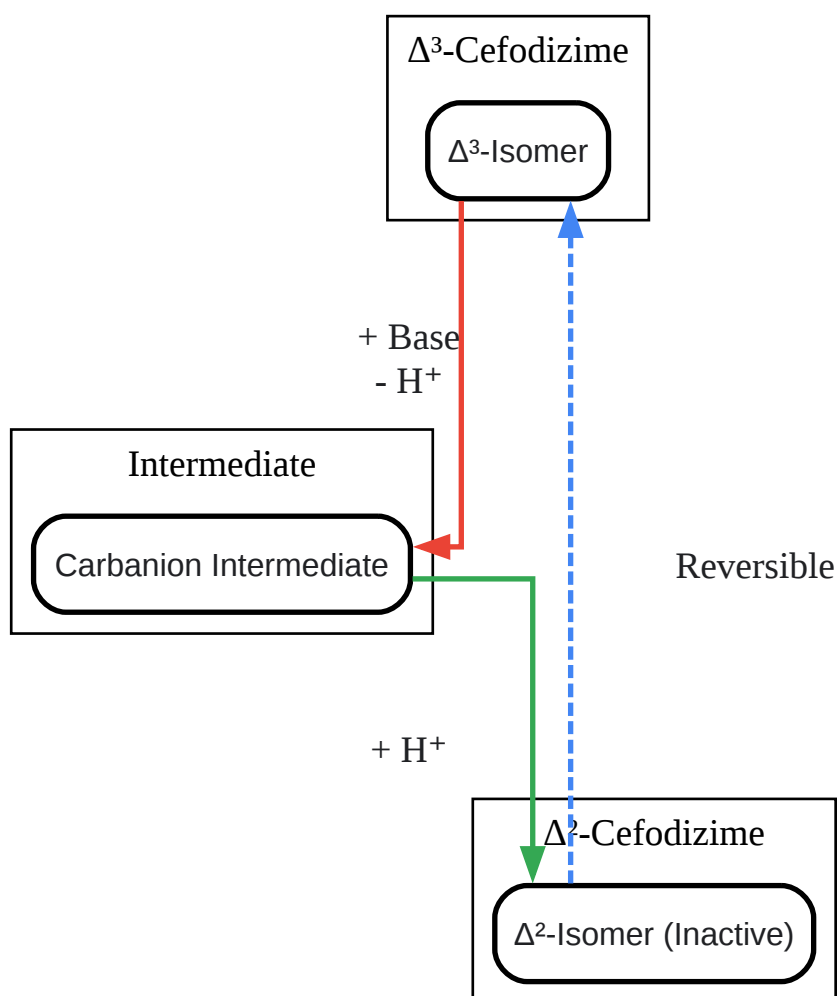 Δ³-Cefodizime
Δ³-Isomer
+ Base
- H⁺
Intermediate
Carbanion Intermediate
Reversible
+ H⁺
Δ²-Cefodizime
Δ²-Isomer (Inactive)